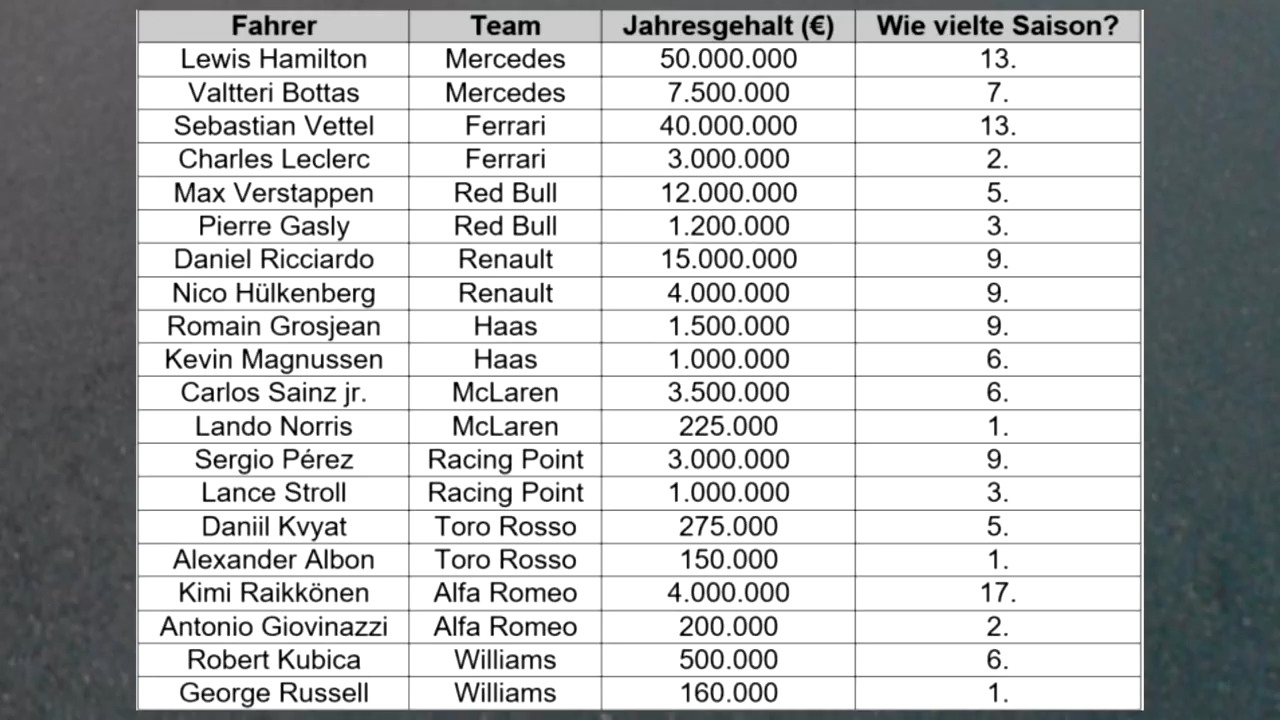 Fahrer Team Jahresgehalt (€) Wie vielte Saison?
Lewis Hamilton Mercedes 50.000.000 13.
Valtteri Bottas Mercedes 7.500.000 7.
Sebastian Vettel Ferrari 40.000.000 13.
Charles Leclerc Ferrari 3.000.000 2.
Max Verstappen Red Bull 12.000.000 5.
Pierre Gasly Red Bull 1.200.000 3.
Daniel Ricciardo Renault 15.000.000 9.
Nico Hülkenberg Renault 4.000.000 9.
Romain Grosjean Haas 1.500.000 9.
Kevin Magnussen Haas 1.000.000 6.
Carlos Sainz jr. McLaren 3.500.000 6.
Lando Norris McLaren 225.000 1.
Sergio Pérez Racing Point 3.000.000 9.
Lance Stroll Racing Point 1.000.000 3.
Daniil Kvyat Toro Rosso 275.000 5.
Alexander Albon Toro Rosso 150.000 1.
Kimi Raikkönen Alfa Romeo 4.000.000 17.
Antonio Giovinazzi Alfa Romeo 200.000 2.
Robert Kubica Williams 500.000 6.
George Russell Williams 160.000 1.